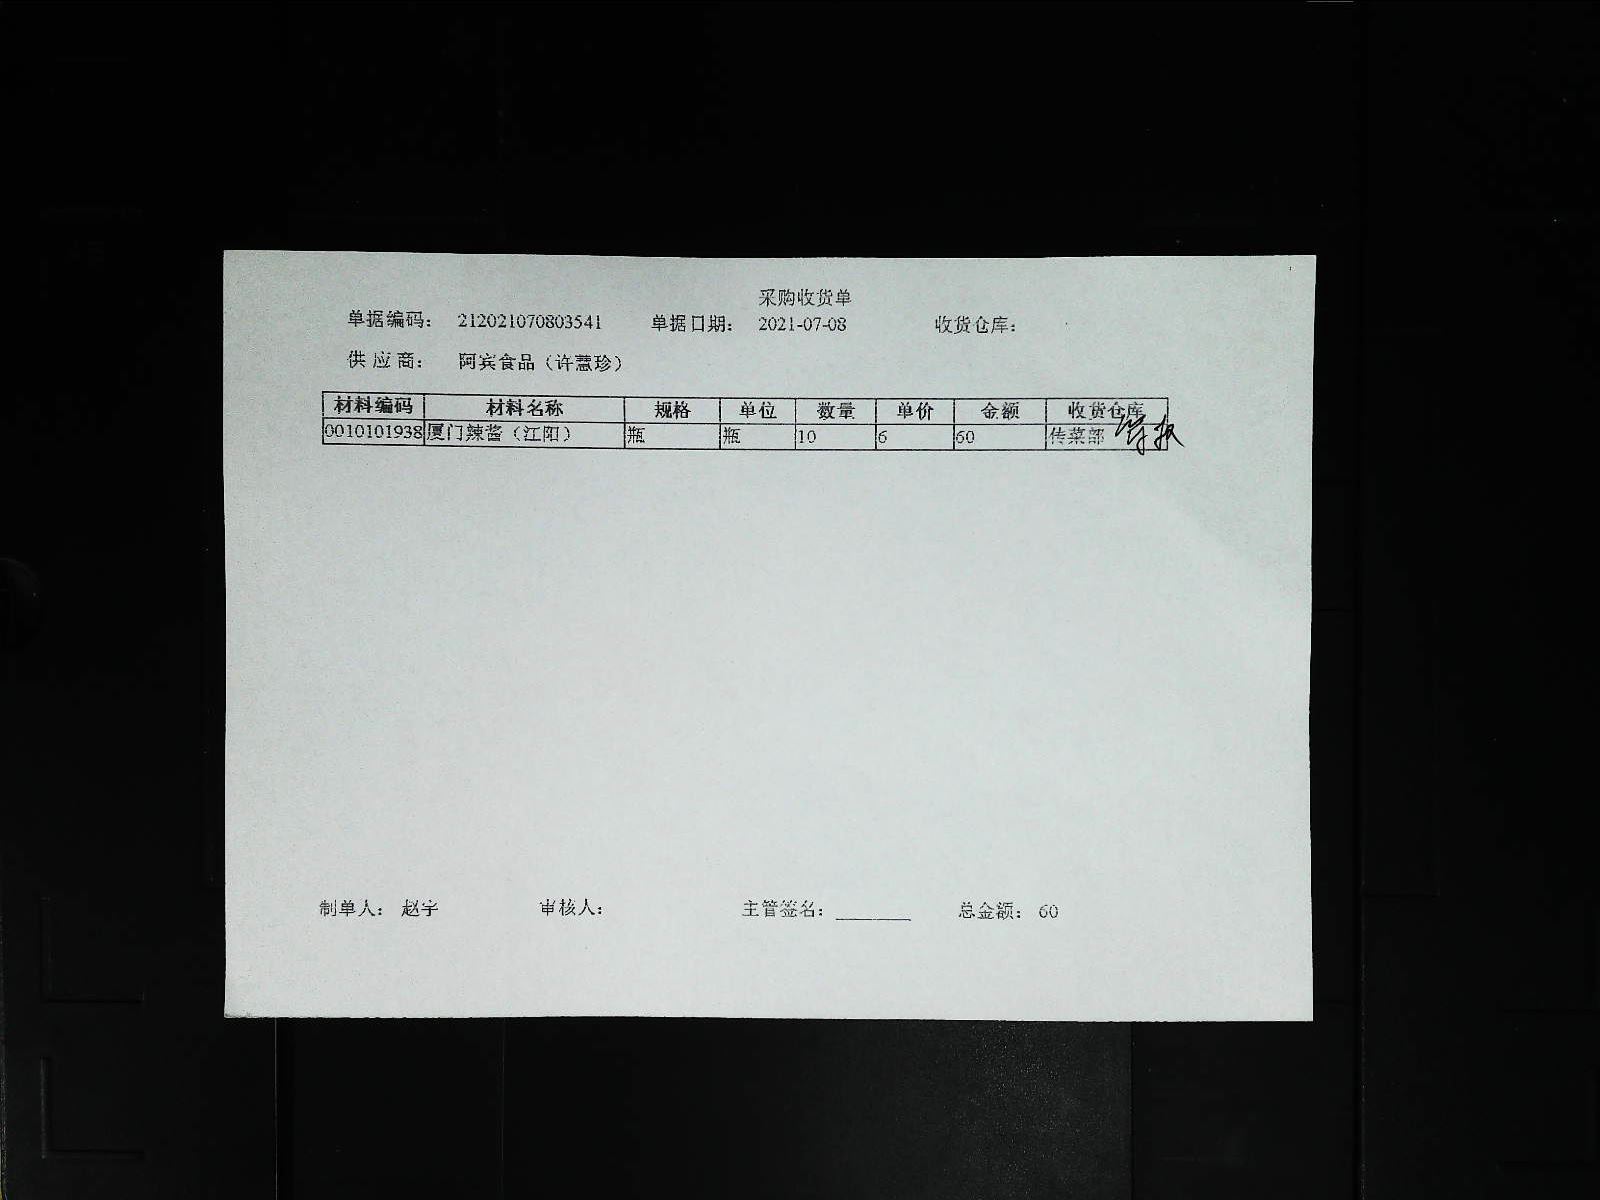 采购收货单
单据编码： 212021070803541 单据日期： 2021-07-08 收货仓库：
供应商： 阿宾食品（许慧珍）
材料编码 材料名称 规格 单位 数量 单价 金额 收货仓库
0010101938 厦门辣酱（江阳） 瓶 瓶 10 6 60 传菜部
制单人： 赵宇 审核人： 主管签名： 总金额： 60